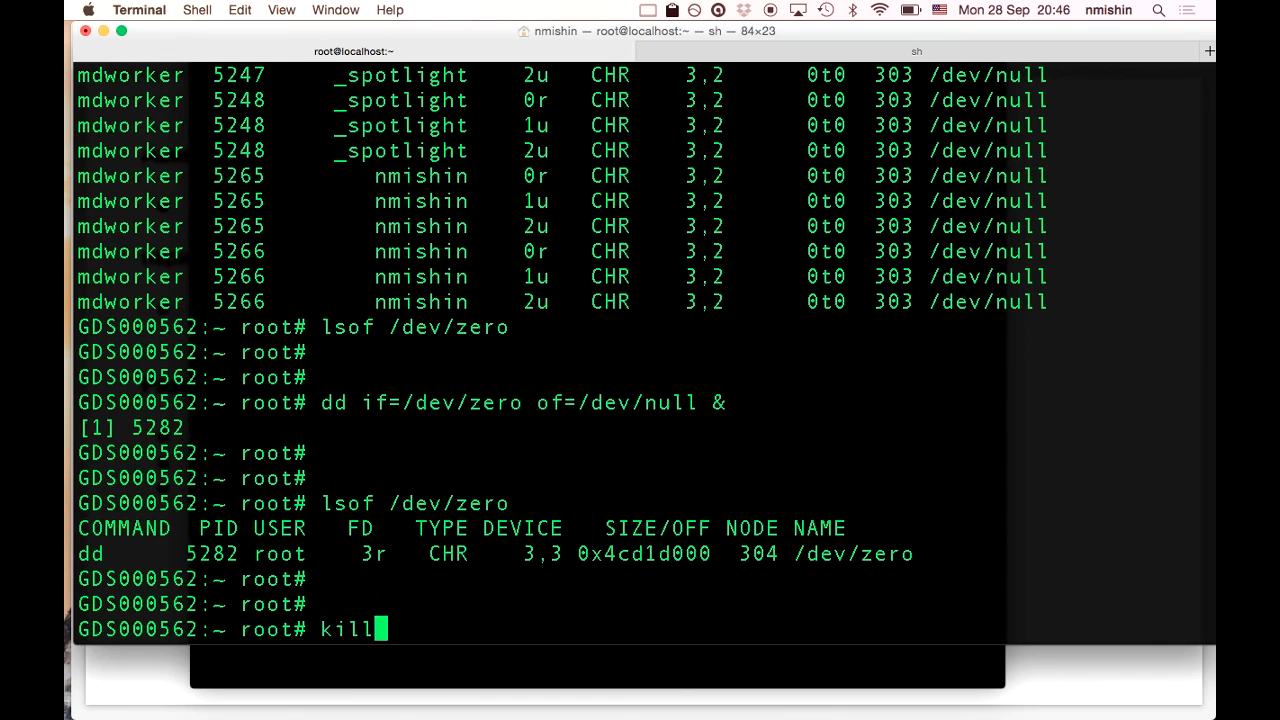 Terminal Shell Edit View Window Help Mon 28 Sep 20:46 nmishin
nmishin — root@localhost:~ — sh — 84×23
root@localhost:~ sh +
mdworker 5247 _spotlight 2u CHR 3,2 0t0 303 /dev/null
mdworker 5248 _spotlight 0r CHR 3,2 0t0 303 /dev/null
mdworker 5248 _spotlight 1u CHR 3,2 0t0 303 /dev/null
mdworker 5248 _spotlight 2u CHR 3,2 0t0 303 /dev/null
mdworker 5265 nmishin 0r CHR 3,2 0t0 303 /dev/null
mdworker 5265 nmishin 1u CHR 3,2 0t0 303 /dev/null
mdworker 5265 nmishin 2u CHR 3,2 0t0 303 /dev/null
mdworker 5266 nmishin 0r CHR 3,2 0t0 303 /dev/null
mdworker 5266 nmishin 1u CHR 3,2 0t0 303 /dev/null
mdworker 5266 nmishin 2u CHR 3,2 0t0 303 /dev/null
GDS000562:~ root# lsof /dev/zero
GDS000562:~ root#
GDS000562:~ root#
GDS000562:~ root# dd if=/dev/zero of=/dev/null &
[1] 5282
GDS000562:~ root#
GDS000562:~ root#
GDS000562:~ root# lsof /dev/zero
COMMAND PID USER FD TYPE DEVICE SIZE/OFF NODE NAME
dd 5282 root 3r CHR 3,3 0x4cd1d000 304 /dev/zero
GDS000562:~ root#
GDS000562:~ root#
GDS000562:~ root# kill